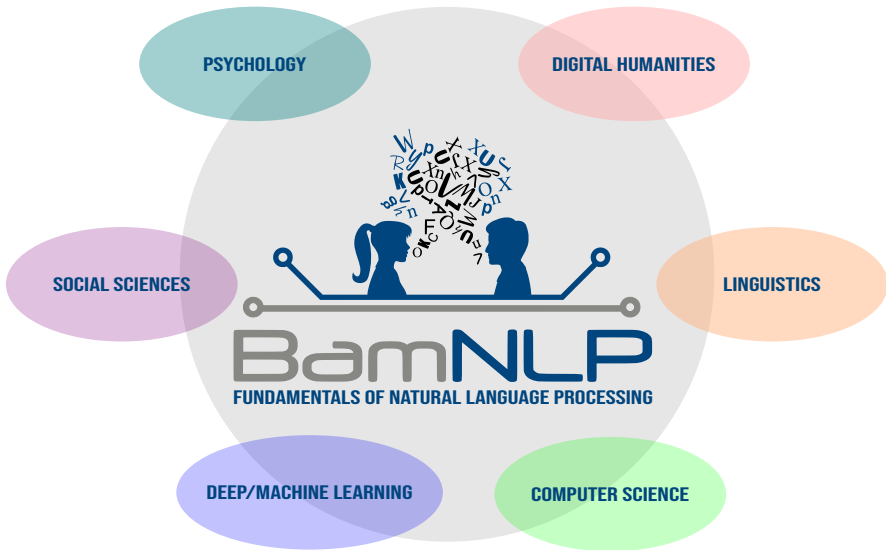 PSYCHOLOGY
DIGITAL HUMANITIES
SOCIAL SCIENCES
LINGUISTICS
BamNLP
FUNDAMENTALS OF NATURAL LANGUAGE PROCESSING
DEEP/MACHINE LEARNING
COMPUTER SCIENCE